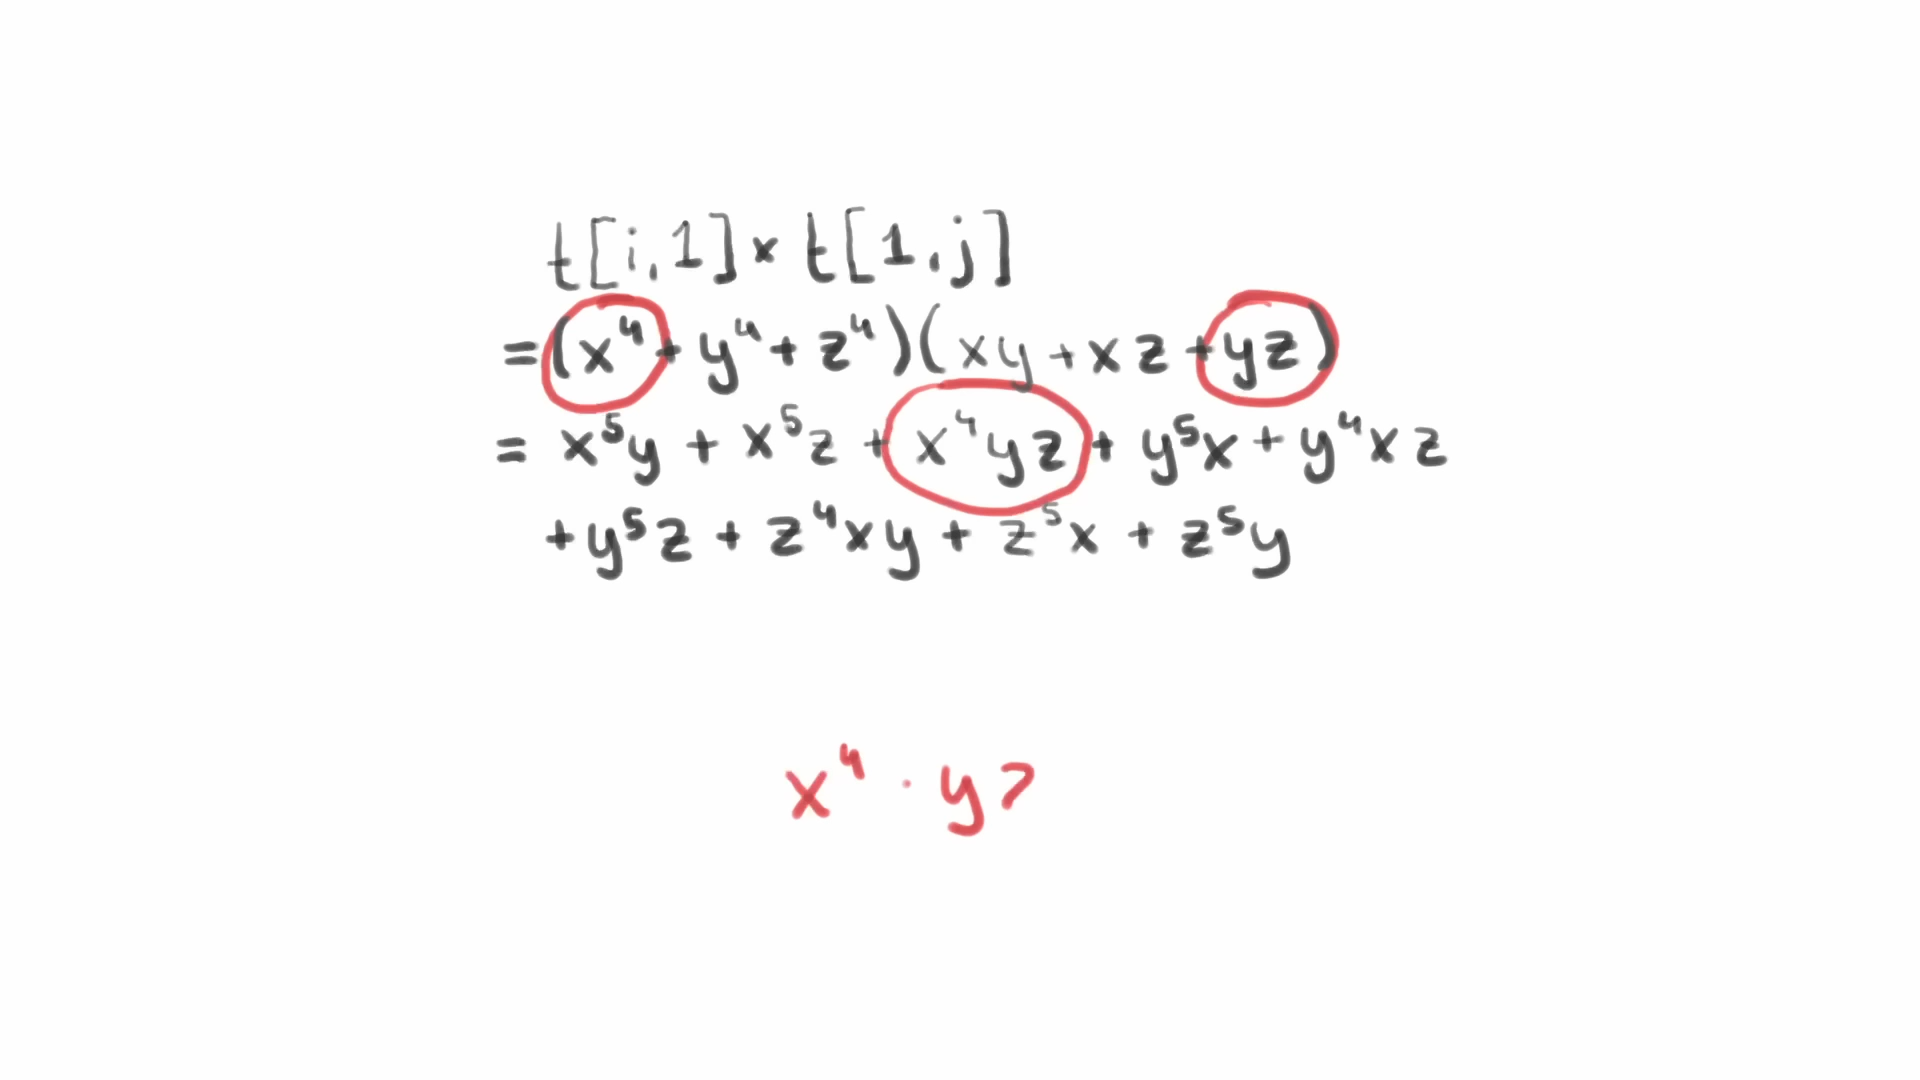 t[i,1] × t[1,j]
= (x⁴ + y⁴ + z⁴)(xy + xz + yz)
= x⁵y + x⁵z + x⁴yz + y⁵x + y⁴xz
+ y⁵z + z⁴xy + z⁵x + z⁵y
x⁴ · y